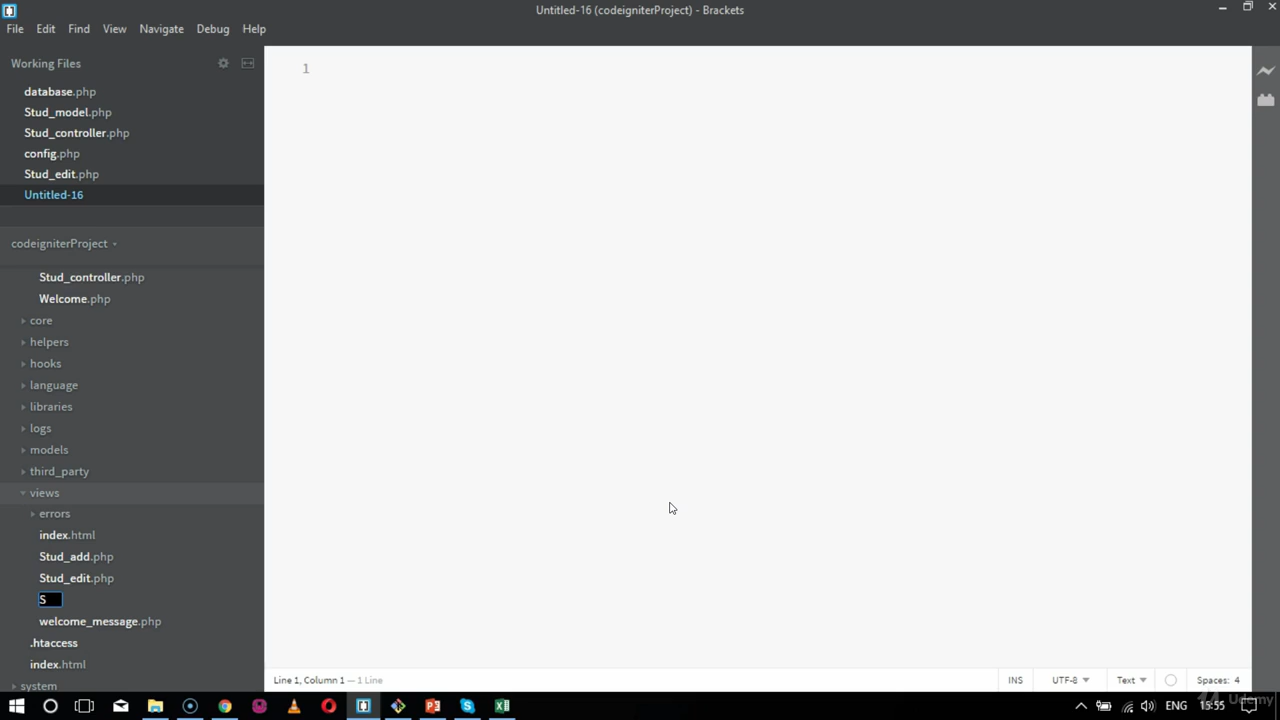 Untitled-16 (codeigniterProject) - Brackets
File Edit Find View Navigate Debug Help
Working Files
database.php
Stud_model.php
Stud_controller.php
config.php
Stud_edit.php
Untitled-16
codeigniterProject
Stud_controller.php
Welcome.php
core
helpers
hooks
language
libraries
logs
models
third_party
views
errors
index.html
Stud_add.php
Stud_edit.php
S
welcome_message.php
.htaccess
index.html
system
1
Line 1, Column 1 — 1 Line
INS UTF-8 Text Spaces: 4
ENG 15:55
Udemy